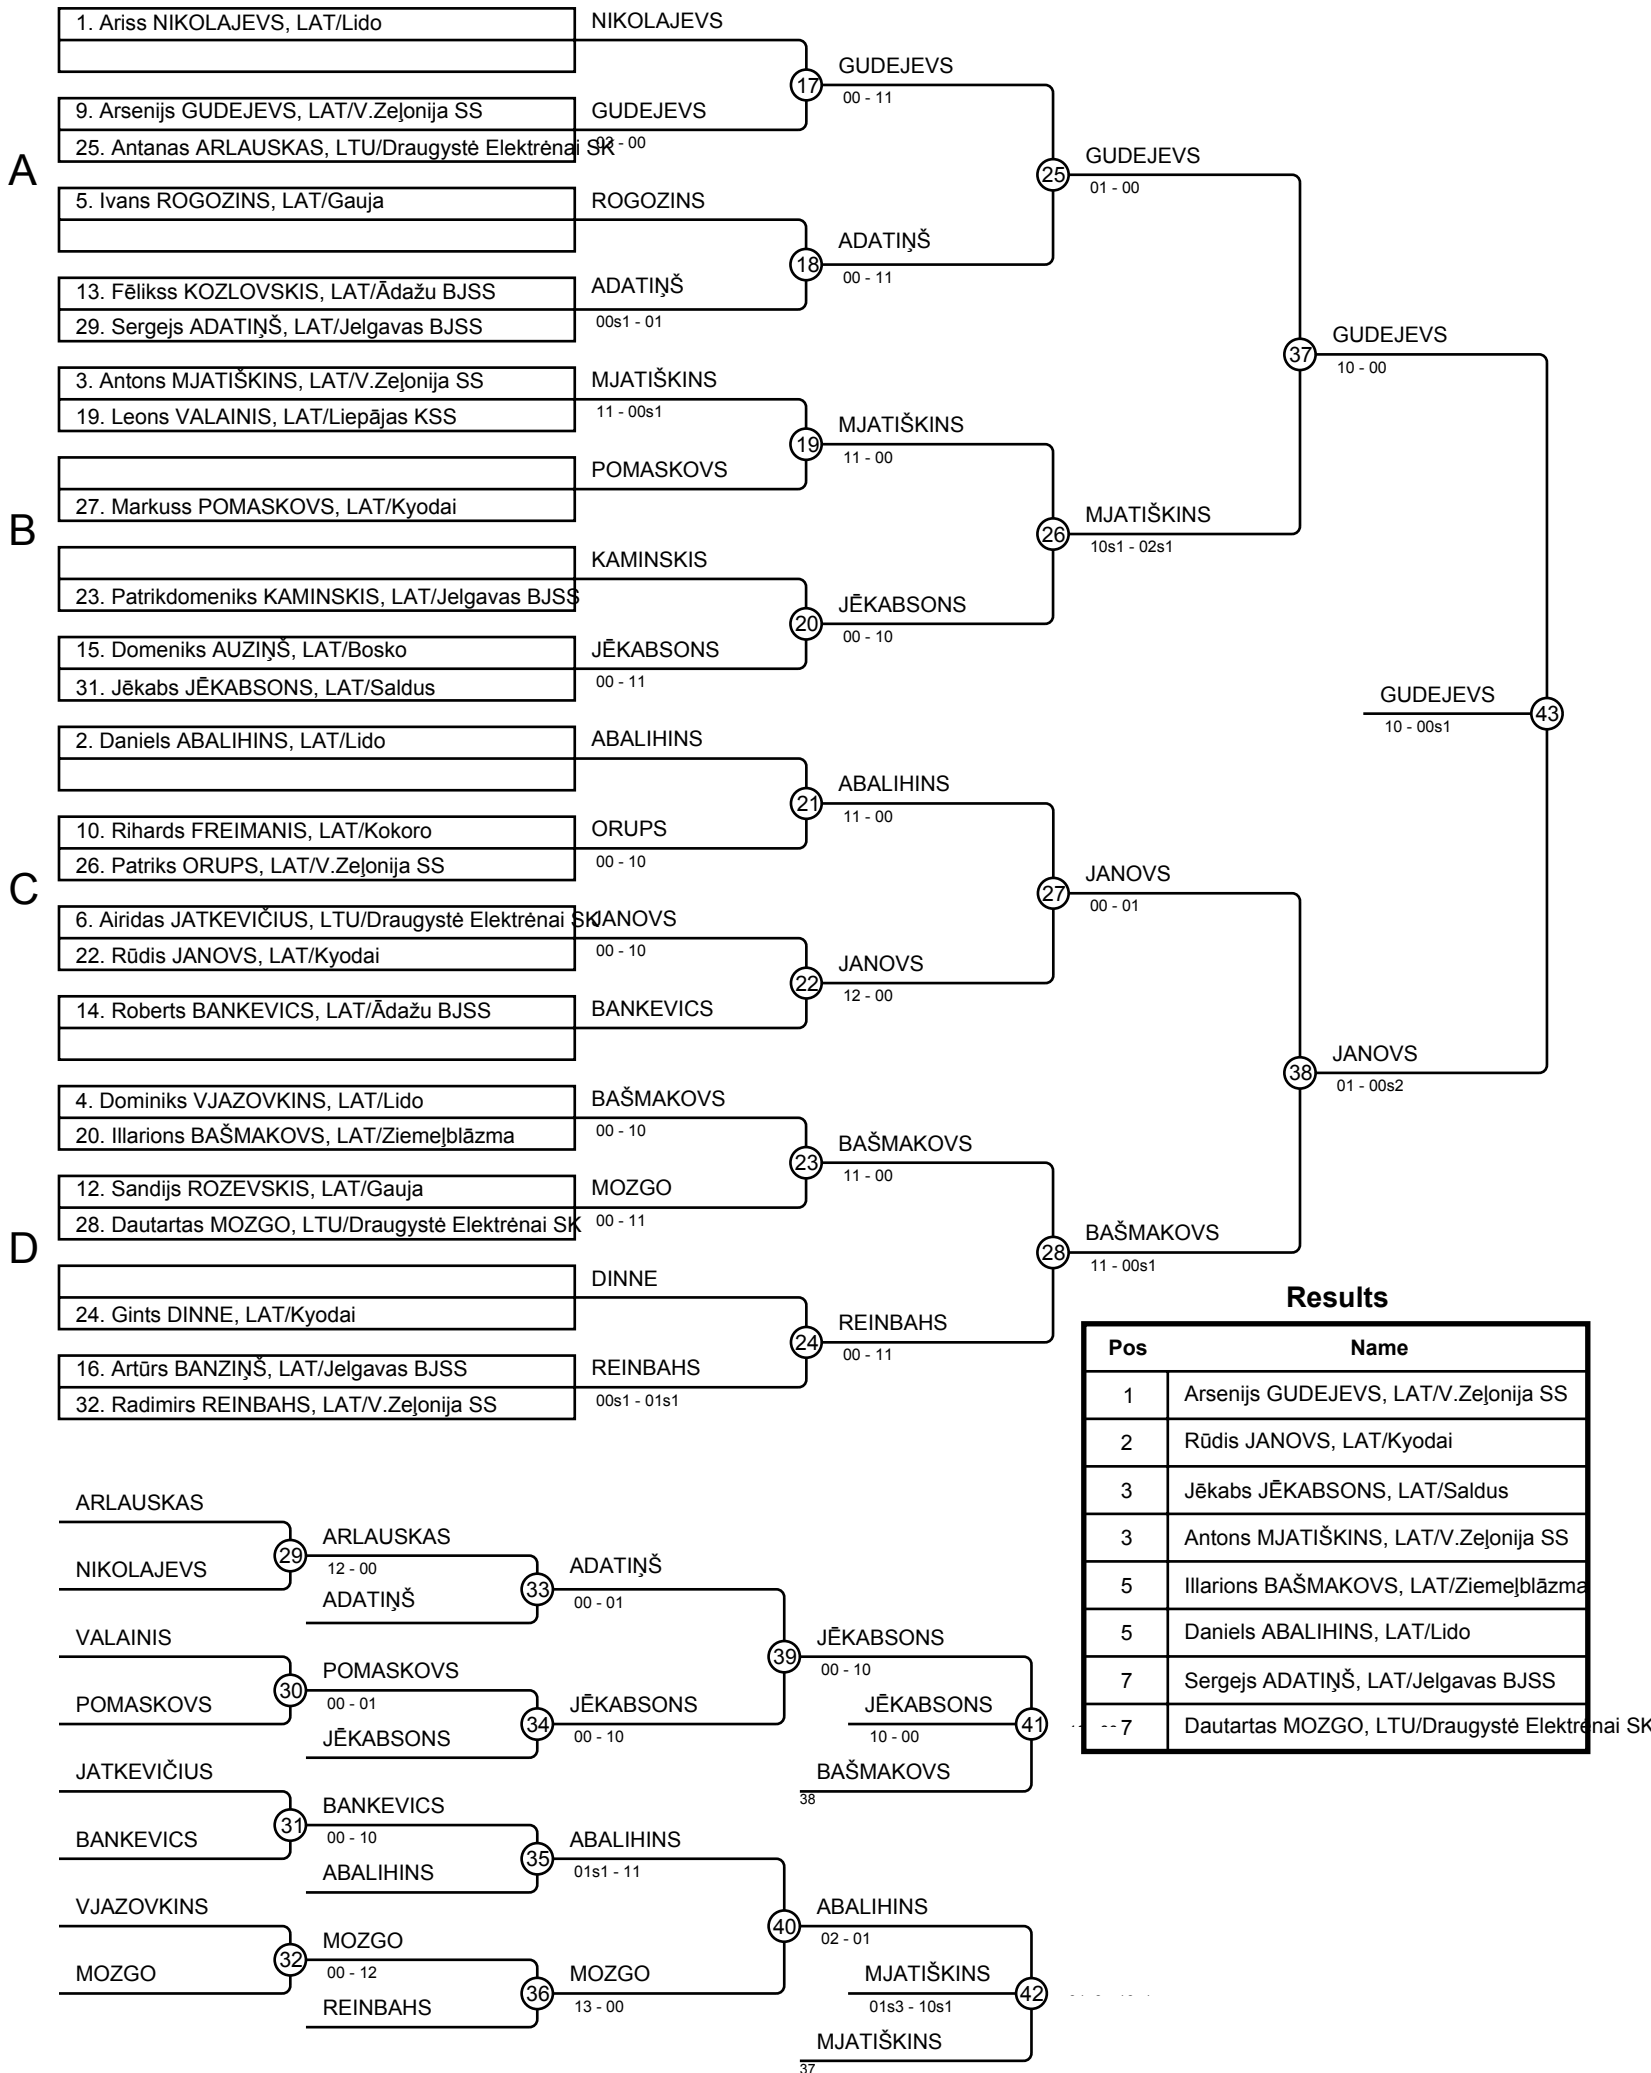 1. Ariss NIKOLAJEVS, LAT/Lido
NIKOLAJEVS
17
GUDEJEVS
00 - 11
9. Arsenijs GUDEJEVS, LAT/V.Zeļonija SS
25. Antanas ARLAUSKAS, LTU/Draugystė Elektrėnai SK
GUDEJEVS
03 - 00
A
25
GUDEJEVS
01 - 00
5. Ivans ROGOZINS, LAT/Gauja
ROGOZINS
18
ADATIŅŠ
00 - 11
13. Fēlikss KOZLOVSKIS, LAT/Ādažu BJSS
29. Sergejs ADATIŅŠ, LAT/Jelgavas BJSS
ADATIŅŠ
00s1 - 01
37
GUDEJEVS
10 - 00
3. Antons MJATIŠKINS, LAT/V.Zeļonija SS
19. Leons VALAINIS, LAT/Liepājas KSS
MJATIŠKINS
11 - 00s1
19
MJATIŠKINS
11 - 00
27. Markuss POMASKOVS, LAT/Kyodai
POMASKOVS
B
26
MJATIŠKINS
10s1 - 02s1
23. Patrikdomeniks KAMINSKIS, LAT/Jelgavas BJSS
KAMINSKIS
20
JĒKABSONS
00 - 10
15. Domeniks AUZIŅŠ, LAT/Bosko
31. Jēkabs JĒKABSONS, LAT/Saldus
JĒKABSONS
00 - 11
GUDEJEVS
10 - 00s1
43
2. Daniels ABALIHINS, LAT/Lido
ABALIHINS
21
ABALIHINS
11 - 00
10. Rihards FREIMANIS, LAT/Kokoro
26. Patriks ORUPS, LAT/V.Zeļonija SS
ORUPS
00 - 10
C
27
JANOVS
00 - 01
6. Airidas JATKEVIČIUS, LTU/Draugystė Elektrėnai SK
22. Rūdis JANOVS, LAT/Kyodai
JANOVS
00 - 10
22
JANOVS
12 - 00
14. Roberts BANKEVICS, LAT/Ādažu BJSS
BANKEVICS
38
JANOVS
01 - 00s2
4. Dominiks VJAZOVKINS, LAT/Lido
20. Illarions BAŠMAKOVS, LAT/Ziemeļblāzma
BAŠMAKOVS
00 - 10
23
BAŠMAKOVS
11 - 00
12. Sandijs ROZEVSKIS, LAT/Gauja
28. Dautartas MOZGO, LTU/Draugystė Elektrėnai SK
MOZGO
00 - 11
D
28
BAŠMAKOVS
11 - 00s1
24. Gints DINNE, LAT/Kyodai
DINNE
24
REINBAHS
00 - 11
16. Artūrs BANZIŅŠ, LAT/Jelgavas BJSS
32. Radimirs REINBAHS, LAT/V.Zeļonija SS
REINBAHS
00s1 - 01s1
Results
Pos Name
1 Arsenijs GUDEJEVS, LAT/V.Zeļonija SS
2 Rūdis JANOVS, LAT/Kyodai
3 Jēkabs JĒKABSONS, LAT/Saldus
3 Antons MJATIŠKINS, LAT/V.Zeļonija SS
5 Illarions BAŠMAKOVS, LAT/Ziemeļblāzma
5 Daniels ABALIHINS, LAT/Lido
7 Sergejs ADATIŅŠ, LAT/Jelgavas BJSS
7 Dautartas MOZGO, LTU/Draugystė Elektrėnai SK
ARLAUSKAS
NIKOLAJEVS
29
ARLAUSKAS
12 - 00
ADATIŅŠ
33
ADATIŅŠ
00 - 01
VALAINIS
POMASKOVS
30
POMASKOVS
00 - 01
JĒKABSONS
34
JĒKABSONS
00 - 10
39
JĒKABSONS
00 - 10
JĒKABSONS
10 - 00
41
BAŠMAKOVS
38
JATKEVIČIUS
BANKEVICS
31
BANKEVICS
00 - 10
ABALIHINS
35
ABALIHINS
01s1 - 11
VJAZOVKINS
MOZGO
32
MOZGO
00 - 12
REINBAHS
36
MOZGO
13 - 00
40
ABALIHINS
02 - 01
MJATIŠKINS
01s3 - 10s1
42
MJATIŠKINS
37